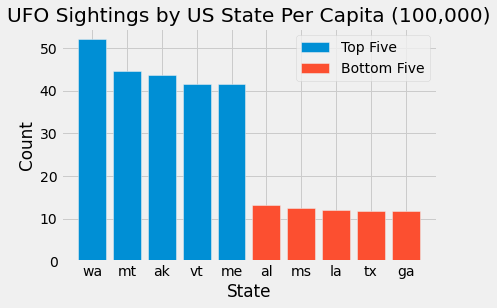 UFO Sightings by US State Per Capita (100,000)
Top Five
Bottom Five
Count
50
40
30
20
10
0
wa mt ak vt me al ms la tx ga
State